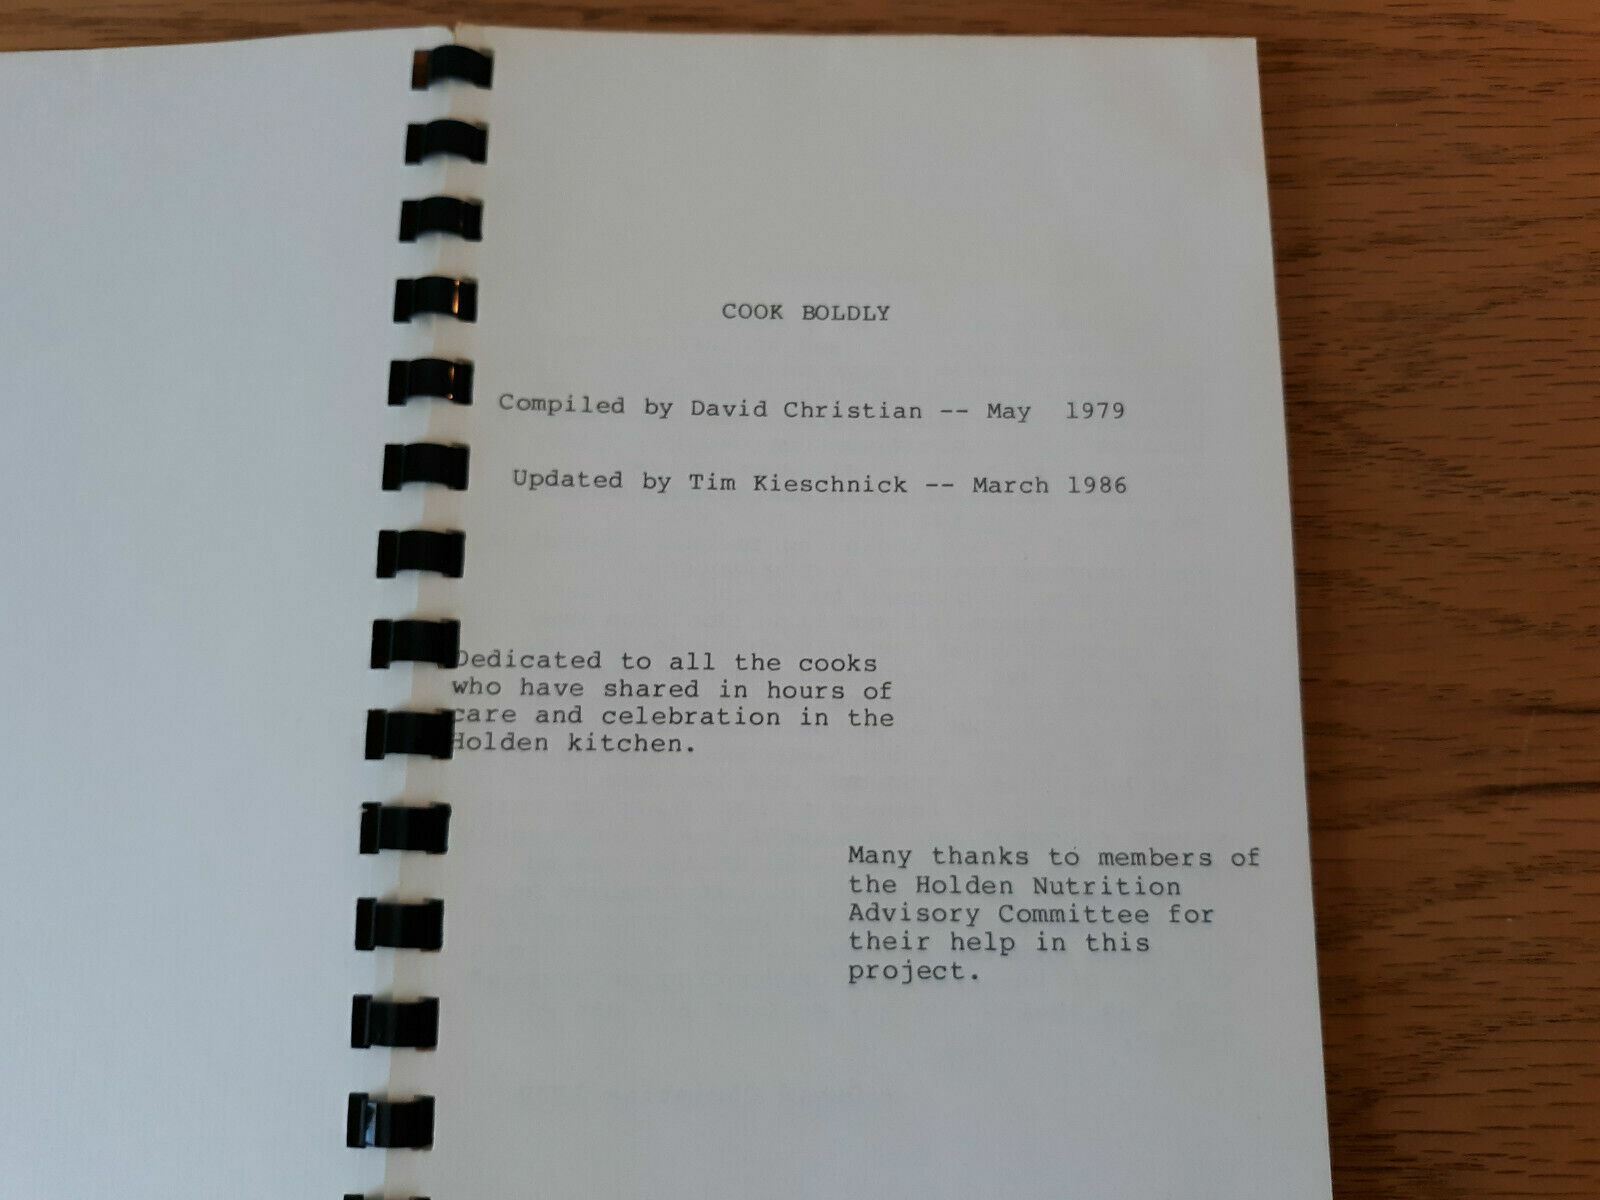 COOK BOLDLY
Compiled by David Christian -- May 1979
Updated by Tim Kieschnick -- March 1986
Dedicated to all the cooks
who have shared in hours of
care and celebration in the
Holden kitchen.
Many thanks to members of
the Holden Nutrition
Advisory Committee for
their help in this
project.